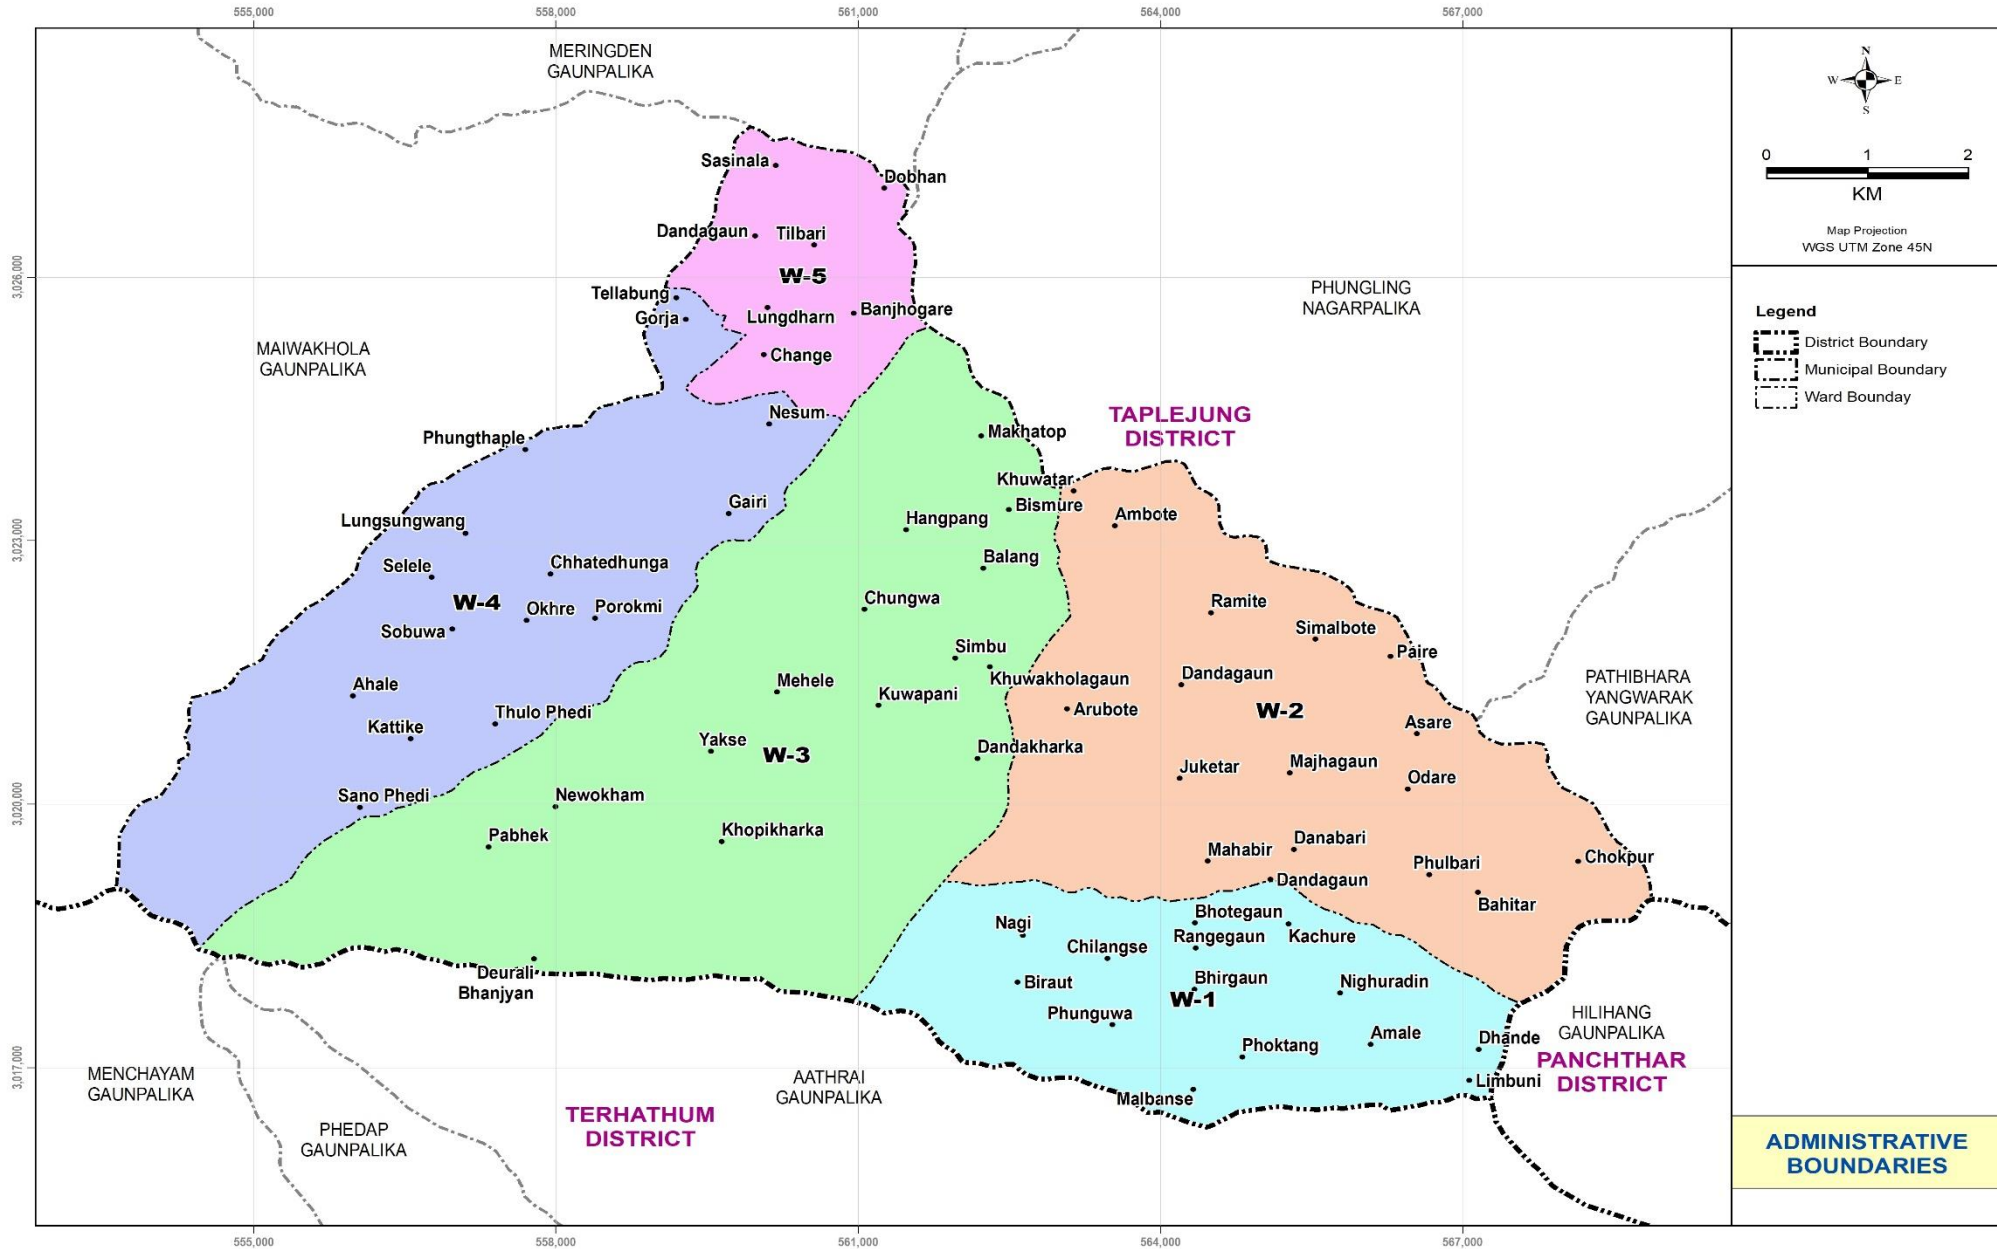 555,000
558,000
561,000
564,000
567,000
MERINGDEN
GAUNPALIKA
N
W
E
S
0
1
2
KM
Map Projection
WGS UTM Zone 45N
Sasinala
Dobhan
Dandagaun
Tilbari
W-5
3,026,000
Tellabung
Gorja
Lungdharn
Banjhogare
Change
PHUNGLING
NAGARPALIKA
Legend
District Boundary
Municipal Boundary
Ward Bounday
MAIWAKHOLA
GAUNPALIKA
Nesum
TAPLEJUNG
DISTRICT
Phungthaple
Makhatop
Khuwatar
Bismure
Gairi
Hangpang
Ambote
Lungsungwang
3,023,000
Selele
Chhatedhunga
Balang
W-4
Okhre
Porokmi
Chungwa
Ramite
Sobuwa
Simalbote
Simbu
Paire
Ahale
Mehele
Khuwakholagaun
Kuwapani
Dandagaun
PATHIBHARA
YANGWARAK
GAUNPALIKA
Kattike
Thulo Phedi
Arubote
W-2
Asare
Yakse
W-3
Dandakharka
Juketar
Majhagaun
Odare
Sano Phedi
Newokham
3,020,000
Pabhek
Khopikharka
Mahabir
Danabari
Phulbari
Chokpur
Dandagaun
Bahitar
Nagi
Bhotegaun
Rangegaun
Kachure
Chilangse
Deurali
Bhanjyan
Biraut
Bhirgaun
W-1
Nighuradin
Phunguwa
Phoktang
Amale
Dhande
HILIHANG
GAUNPALIKA
PANCHTHAR
DISTRICT
3,017,000
MENCHAYAM
GAUNPALIKA
AATHRAI
GAUNPALIKA
Malbanse
Limbuni
TERHATHUM
DISTRICT
PHEDAP
GAUNPALIKA
ADMINISTRATIVE
BOUNDARIES
555,000
558,000
561,000
564,000
567,000